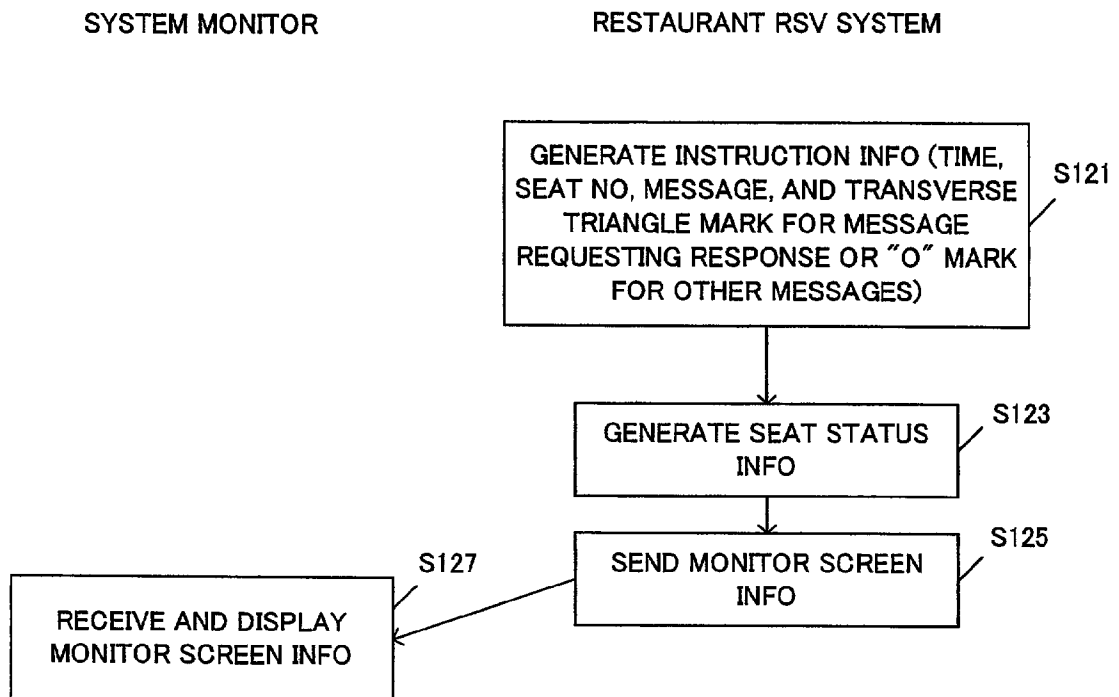 SYSTEM MONITOR
RESTAURANT RSV SYSTEM
GENERATE INSTRUCTION INFO (TIME,
SEAT NO, MESSAGE, AND TRANSVERSE
TRIANGLE MARK FOR MESSAGE
REQUESTING RESPONSE OR "O" MARK
FOR OTHER MESSAGES)
S121
GENERATE SEAT STATUS
INFO
S123
SEND MONITOR SCREEN
INFO
S125
RECEIVE AND DISPLAY
MONITOR SCREEN INFO
S127